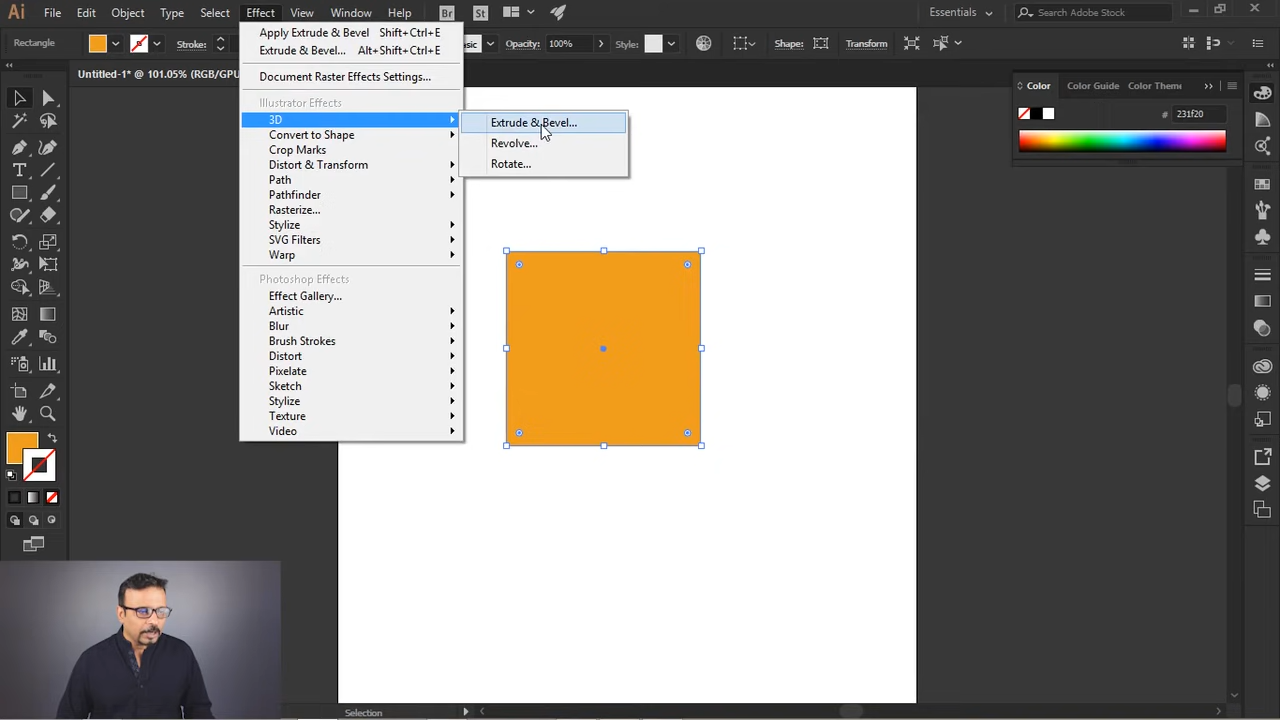 Ai File Edit Object Type Select Effect View Window Help Br St Essentials Search Adobe Stock
Rectangle Stroke: Opacity: 100% Style: Shape: Transform
Untitled-1* @ 101.05% (RGB/GPU
Apply Extrude & Bevel Shift+Ctrl+E
Extrude & Bevel... Alt+Shift+Ctrl+E
Document Raster Effects Settings...
Illustrator Effects
3D
Convert to Shape
Crop Marks
Distort & Transform
Path
Pathfinder
Rasterize...
Stylize
SVG Filters
Warp
Photoshop Effects
Effect Gallery...
Artistic
Blur
Brush Strokes
Distort
Pixelate
Sketch
Stylize
Texture
Video
Extrude & Bevel...
Revolve...
Rotate...
Color Color Guide Color Theme
# 231f20
Selection